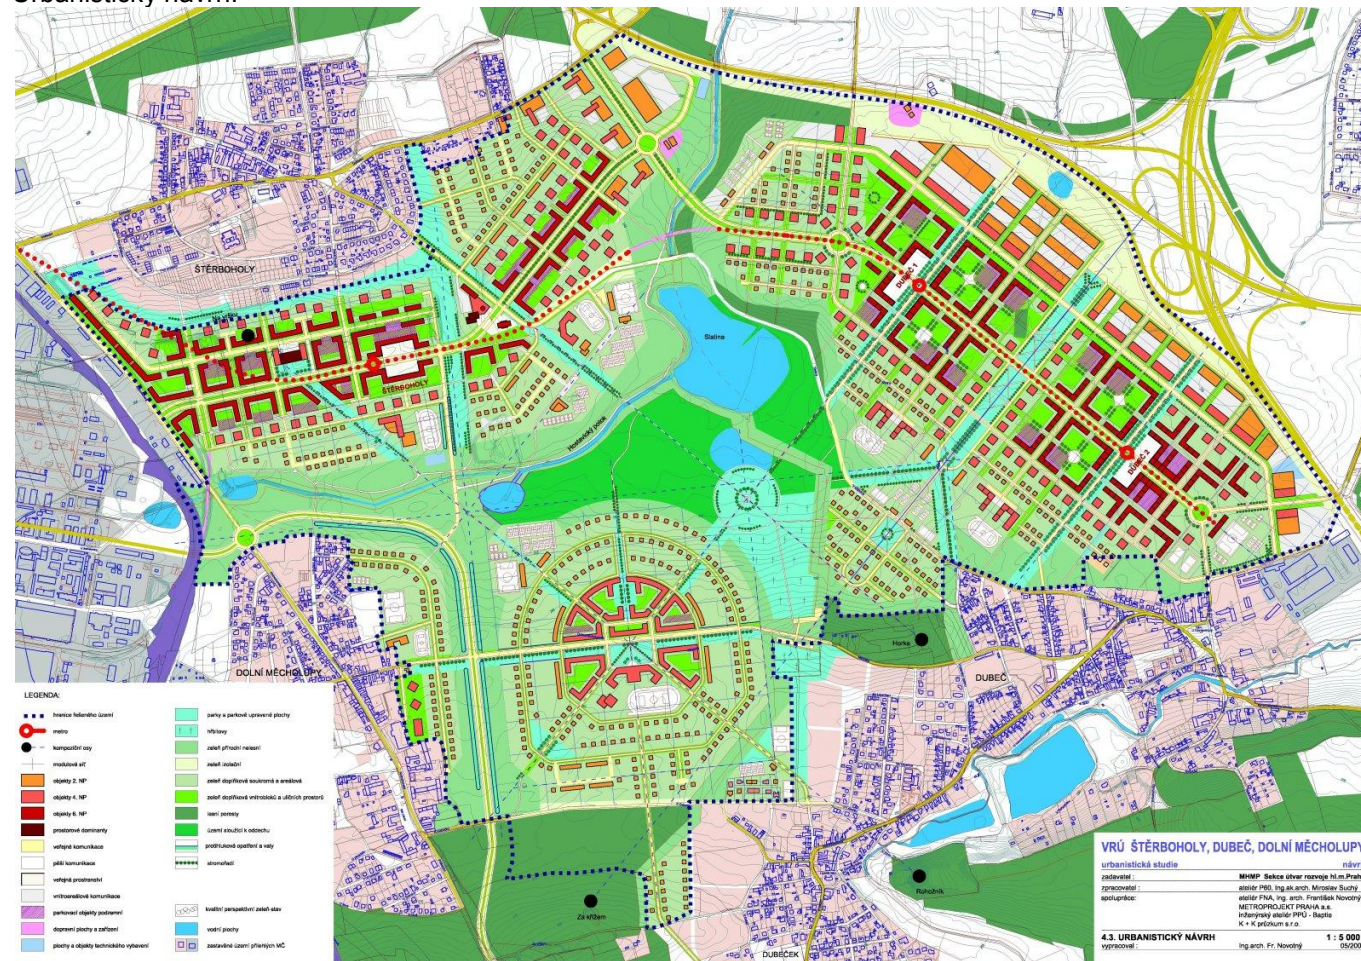 Urbanistický návrh:
ŠTĚRBOHOLY
ŠTĚRBOHOLY
DUBEČ 1
DUBEČ 2
Slatina
Hostavický potok
DOLNÍ MĚCHOLUPY
Horka
DUBEČ
Rohožník
Za křížem
DUBEČEK
LEGENDA:
hranice řešeného území
metro
kompoziční osy
modulová síť
objekty 2. NP
objekty 4. NP
objekty 6. NP
prostorové dominanty
veřejné komunikace
pěší komunikace
veřejná prostranství
vnitroareálové komunikace
parkovací objekty podzemní
dopravní plochy a zařízení
plochy a objekty technického vybavení
parky a parkově upravené plochy
hřbitovy
zeleň přírodní nelesní
zeleň izolační
zeleň doplňková soukromá a areálová
zeleň doplňková vnitrobloků a uličních prostorů
lesní porosty
území sloužící k oddechu
protihluková opatření a valy
stromořadí
kvalitní perspektivní zeleň-stav
vodní plochy
zastavěné území přilehlých MČ
VRÚ ŠTĚRBOHOLY, DUBEČ, DOLNÍ MĚCHOLUPY
urbanistická studie návrh
zadavatel : MHMP Sekce útvar rozvoje hl.m.Prahy
zpracovatel : ateliér P60, Ing.ak.arch. Miroslav Suchý
spolupráce: ateliér FNA, Ing. arch. František Novotný
METROPROJEKT PRAHA a.s.
Inženýrský ateliér PPÚ - Baptie
K + K průzkum s.r.o.
4.3. URBANISTICKÝ NÁVRH 1 : 5 000
vypracoval : Ing.arch. Fr. Novotný 05/200